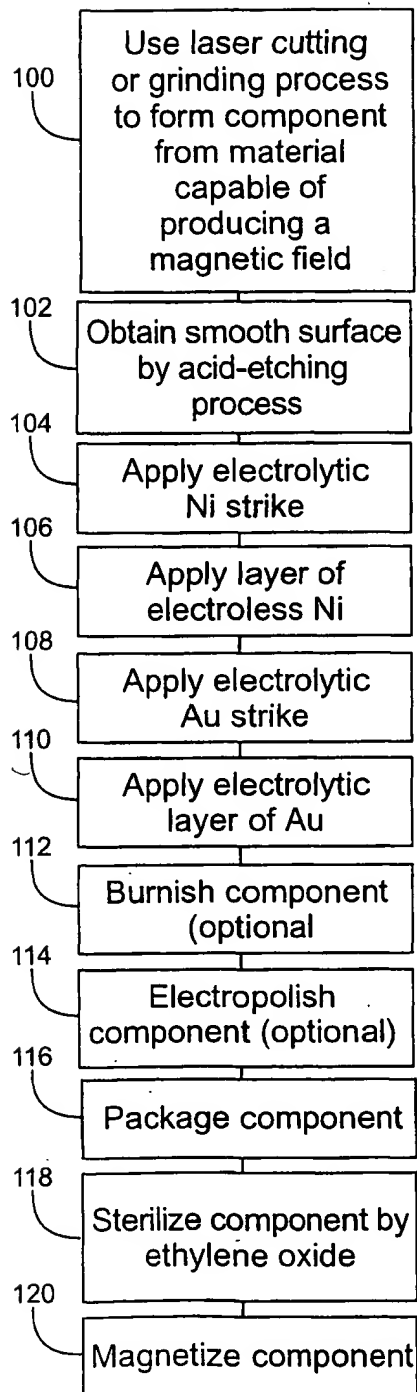 100
Use laser cutting
or grinding process
to form component
from material
capable of
producing a
magnetic field
102
Obtain smooth surface
by acid-etching
process
104
Apply electrolytic
Ni strike
106
Apply layer of
electroless Ni
108
Apply electrolytic
Au strike
110
Apply electrolytic
layer of Au
112
Burnish component
(optional
114
Electropolish
component (optional)
116
Package component
118
Sterilize component by
ethylene oxide
120
Magnetize component